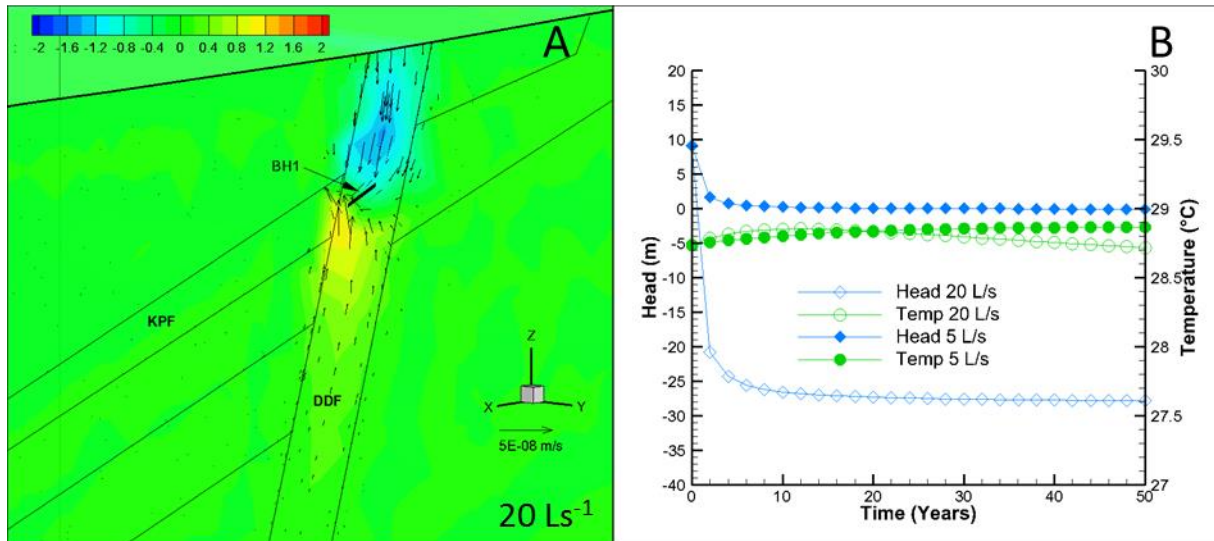 A
-2 -1.6 -1.2 -0.8 -0.4 0 0.4 0.8 1.2 1.6 2
BH1
KPF
DDF
Z
X Y
5E-08 m/s
20 Ls-1
B
Head (m)
20
15
10
5
0
-5
-10
-15
-20
-25
-30
-35
-40
Head 20 L/s
Temp 20 L/s
Head 5 L/s
Temp 5 L/s
30
29.5
29
28.5
28
27.5
27
Temperature (°C)
0 10 20 30 40 50
Time (Years)